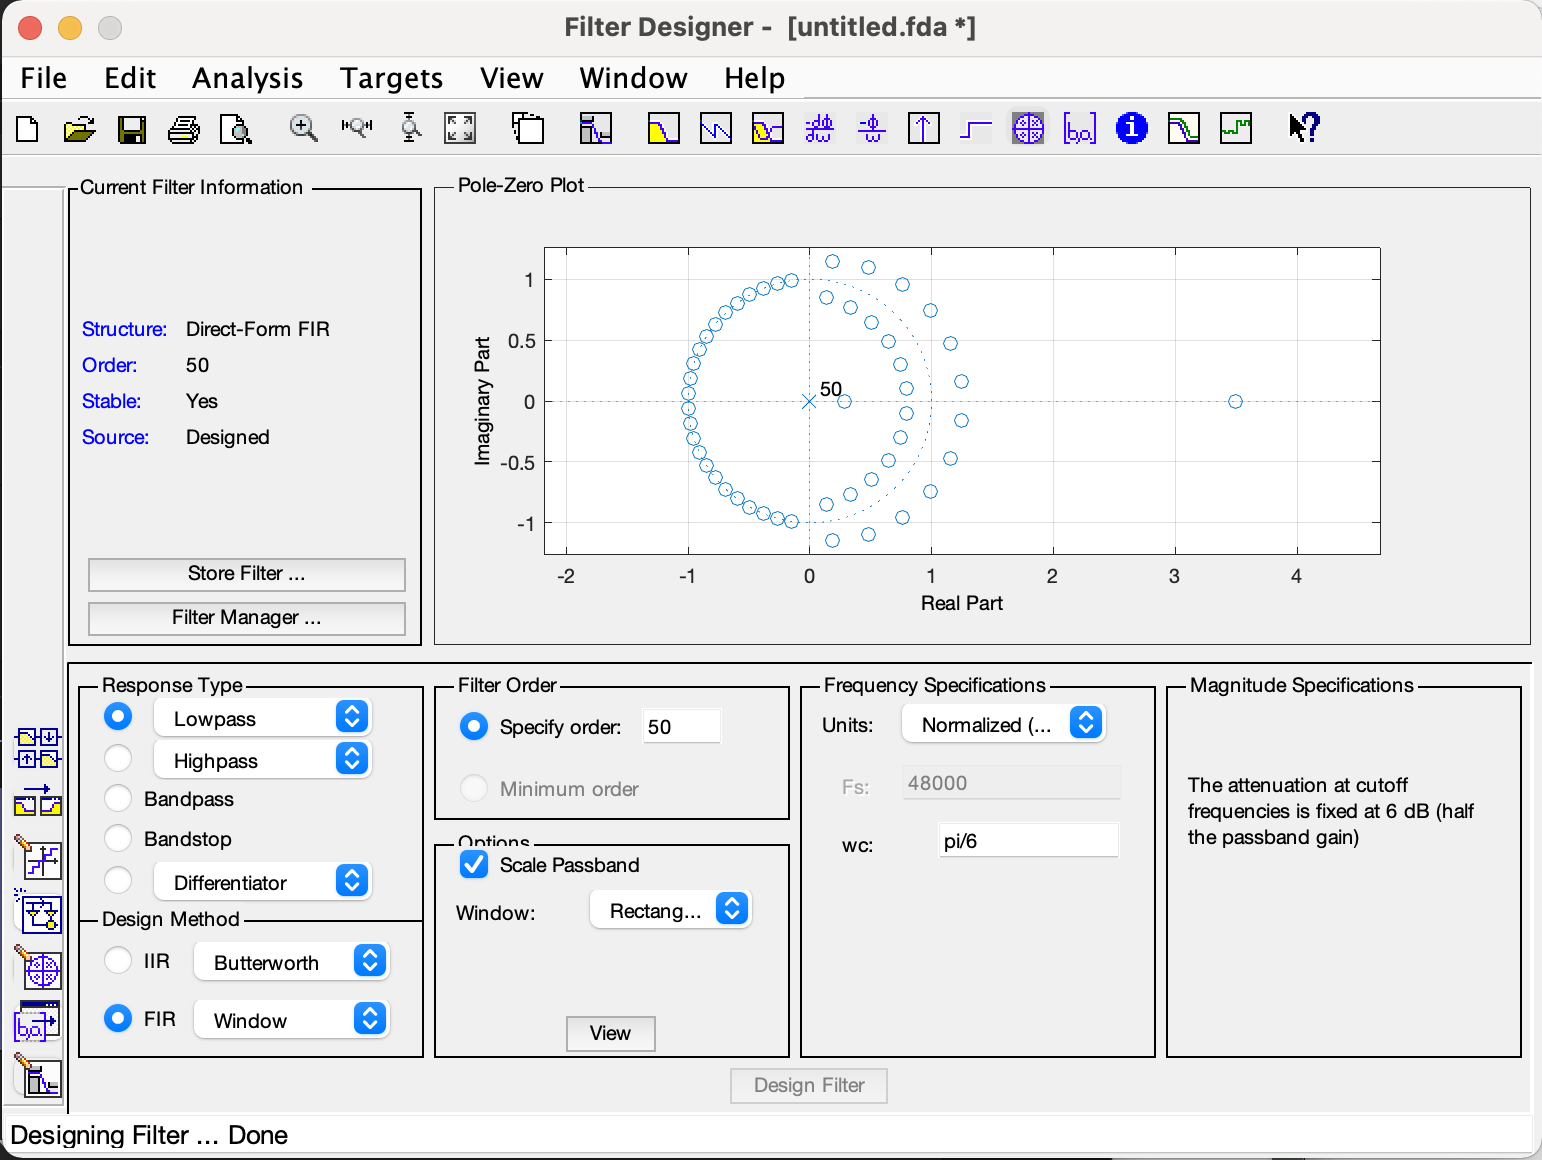 Filter Designer - [untitled.fda *]
File Edit Analysis Targets View Window Help
Current Filter Information
Structure: Direct-Form FIR
Order: 50
Stable: Yes
Source: Designed
Store Filter ...
Filter Manager ...
Pole-Zero Plot
1
0.5
0
-0.5
-1
Imaginary Part
50
-2 -1 0 1 2 3 4
Real Part
Response Type
Lowpass
Highpass
Bandpass
Bandstop
Differentiator
Design Method
IIR Butterworth
FIR Window
Filter Order
Specify order: 50
Minimum order
Options
Scale Passband
Window: Rectang...
View
Frequency Specifications
Units: Normalized (...
Fs: 48000
wc: pi/6
Magnitude Specifications
The attenuation at cutoff
frequencies is fixed at 6 dB (half
the passband gain)
Design Filter
Designing Filter ... Done